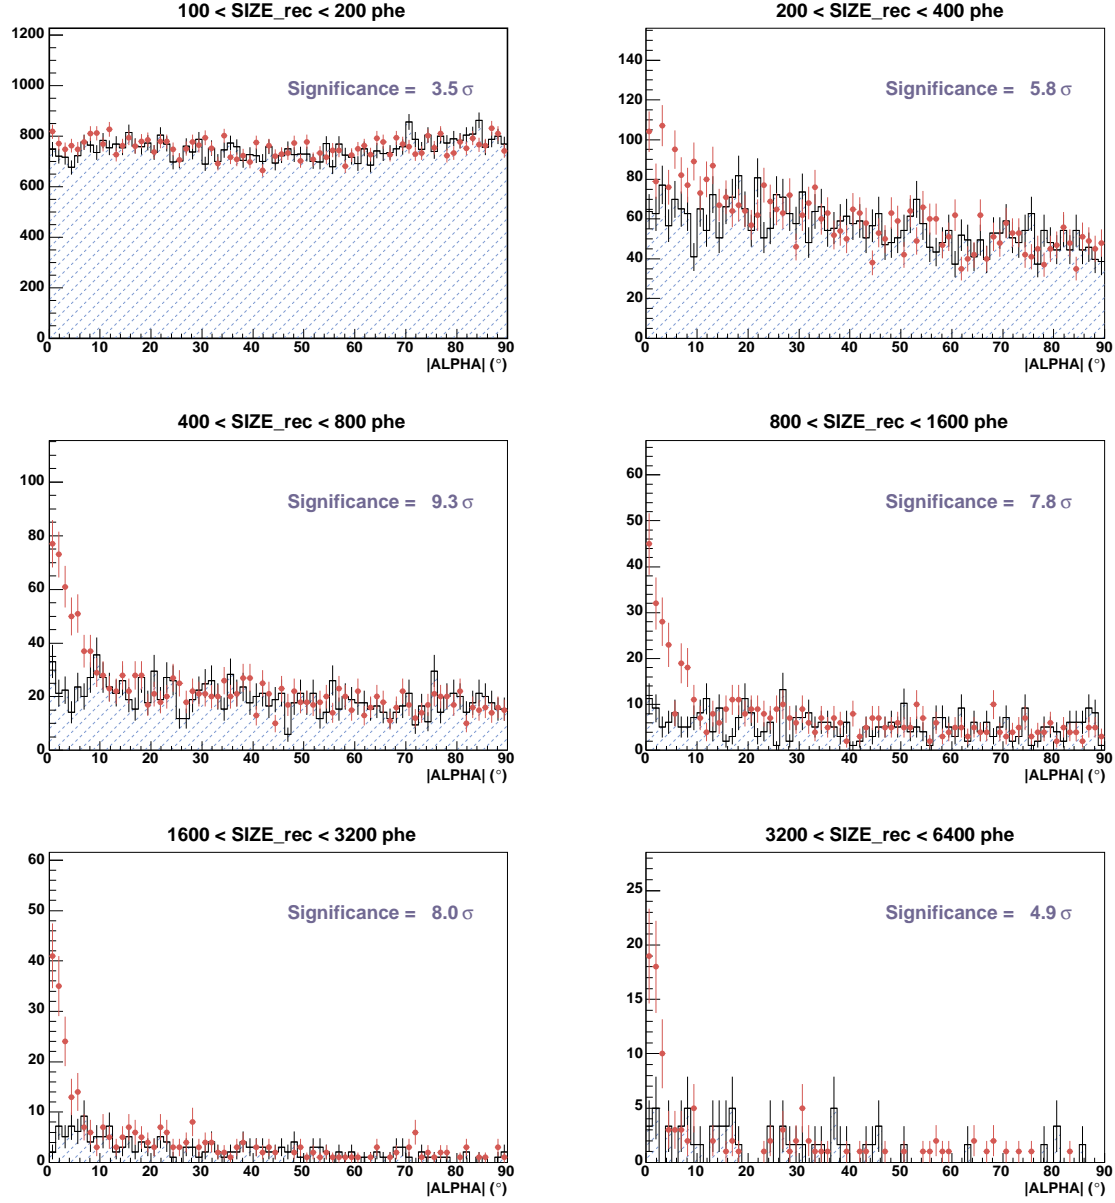 100 < SIZE_rec < 200 phe
1200
1000
800
600
400
200
0
Significance = 3.5 σ
0 10 20 30 40 50 60 70 80 90
|ALPHA| (°)
200 < SIZE_rec < 400 phe
140
120
100
80
60
40
20
0
Significance = 5.8 σ
0 10 20 30 40 50 60 70 80 90
|ALPHA| (°)
400 < SIZE_rec < 800 phe
100
80
60
40
20
0
Significance = 9.3 σ
0 10 20 30 40 50 60 70 80 90
|ALPHA| (°)
800 < SIZE_rec < 1600 phe
60
50
40
30
20
10
0
Significance = 7.8 σ
0 10 20 30 40 50 60 70 80 90
|ALPHA| (°)
1600 < SIZE_rec < 3200 phe
60
50
40
30
20
10
0
Significance = 8.0 σ
0 10 20 30 40 50 60 70 80 90
|ALPHA| (°)
3200 < SIZE_rec < 6400 phe
25
20
15
10
5
0
Significance = 4.9 σ
0 10 20 30 40 50 60 70 80 90
|ALPHA| (°)